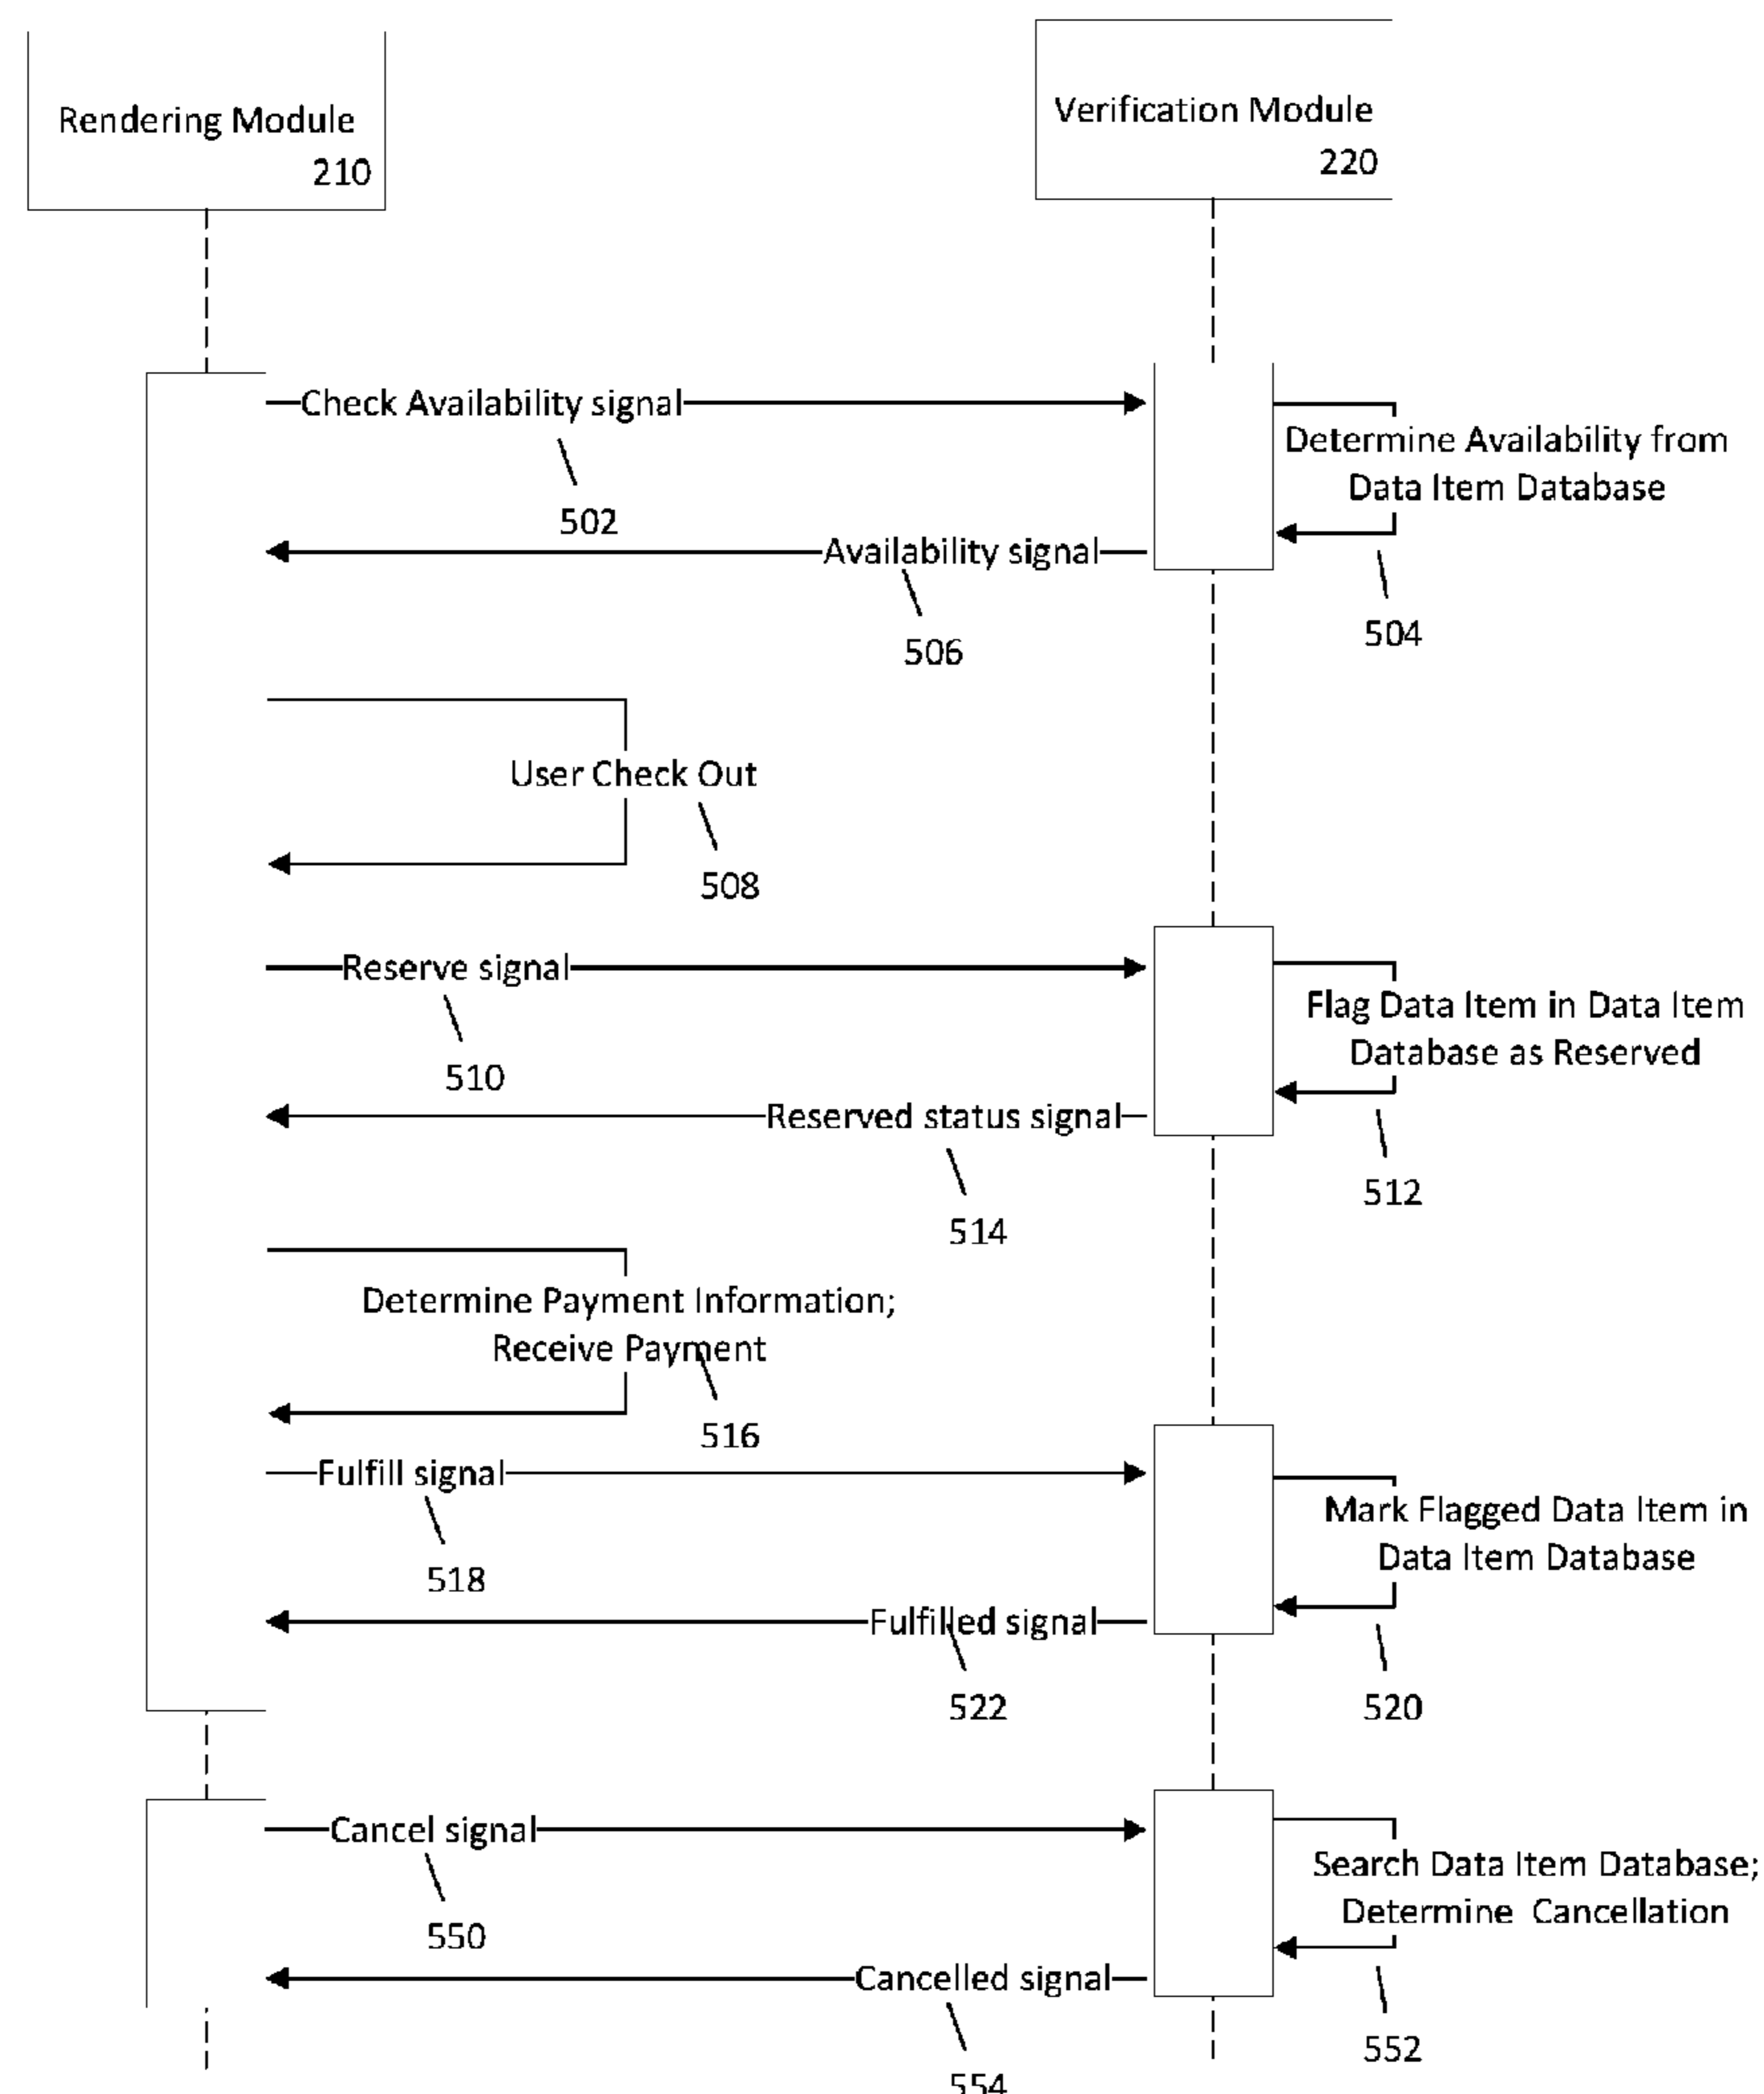 Rendering Module
210
Verification Module
220
Check Availability signal
502
Determine Availability from
Data Item Database
504
Availability signal
506
User Check Out
508
Reserve signal
510
Flag Data Item in Data Item
Database as Reserved
512
Reserved status signal
514
Determine Payment Information;
Receive Payment
516
Fulfill signal
518
Mark Flagged Data Item in
Data Item Database
520
Fulfilled signal
522
Cancel signal
550
Search Data Item Database;
Determine Cancellation
552
Cancelled signal
554